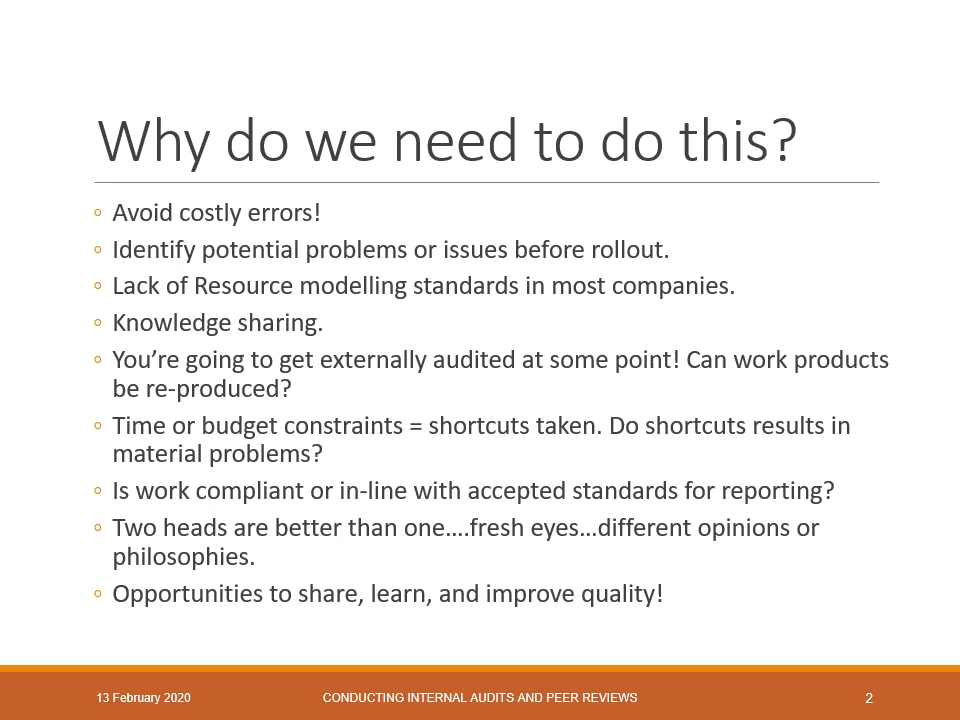 Why do we need to do this?
◦ Avoid costly errors!
◦ Identify potential problems or issues before rollout.
◦ Lack of Resource modelling standards in most companies.
◦ Knowledge sharing.
◦ You’re going to get externally audited at some point! Can work products
be re-produced?
◦ Time or budget constraints = shortcuts taken. Do shortcuts results in
material problems?
◦ Is work compliant or in-line with accepted standards for reporting?
◦ Two heads are better than one….fresh eyes…different opinions or
philosophies.
◦ Opportunities to share, learn, and improve quality!
13 February 2020 CONDUCTING INTERNAL AUDITS AND PEER REVIEWS 2